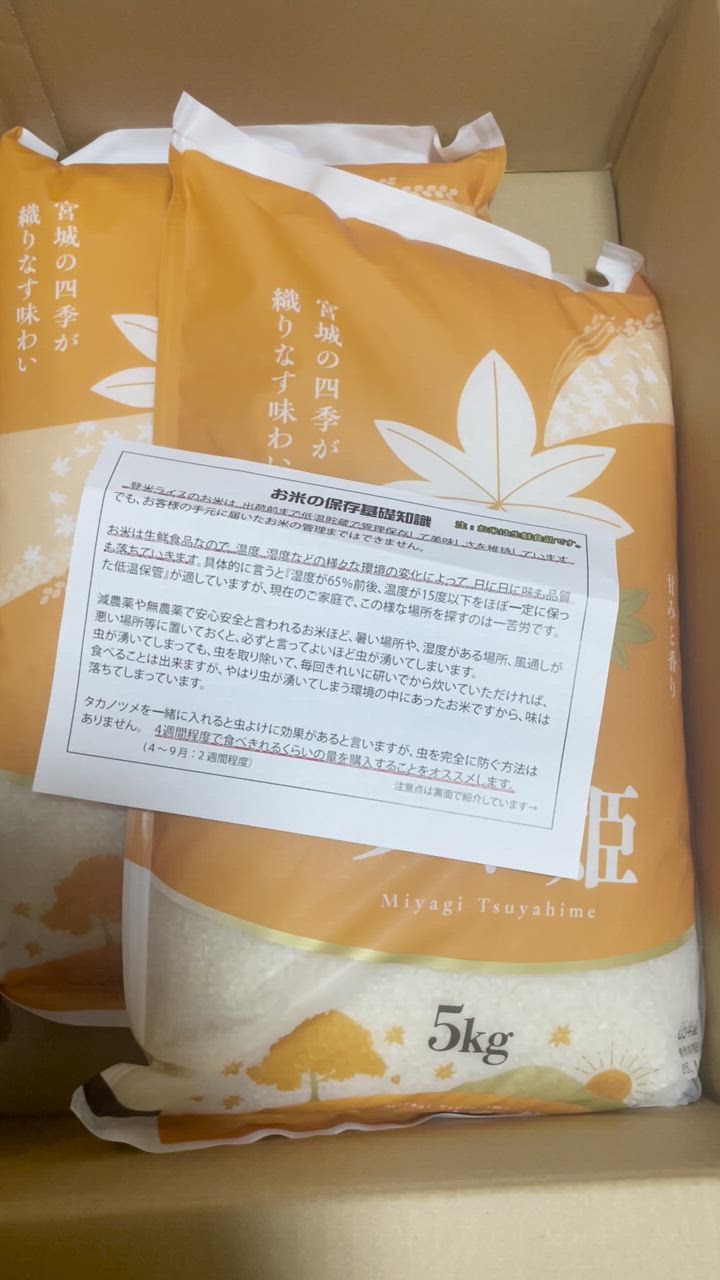 宮城の四季が
織りなす味わい
宮城の四季が
織りなす味わい
お米の保存基礎知識
注：お米は生鮮食品です。
登米ライスのお米は、出荷前まで低温貯蔵で管理保存して美味しさを維持しています。
でも、お客様の手元に届いたお米の管理まではできません。
お米は生鮮食品なので、温度、湿度などの様々な環境の変化によって、日に日に味も品質
も落ちていきます。具体的に言うと『湿度が65%前後、温度が15度以下をほぼ一定に保っ
た低温保管』が適していますが、現在のご家庭で、この様な場所を探すのは一苦労です。
減農薬や無農薬で安心安全と言われるお米ほど、暑い場所や、湿度がある場所、風通しが
悪い場所等に置いておくと、必ずと言ってよいほど虫が湧いてしまいます。
虫が湧いてしまっても、虫を取り除いて、毎回きれいに研いでから炊いていただければ、
食べることは出来ますが、やはり虫が湧いてしまう環境の中にあったお米ですから、味は
落ちてしまっています。
タカノツメを一緒に入れると虫よけに効果があると言いますが、虫を完全に防ぐ方法は
ありません。 4週間程度で食べきれるくらいの量を購入することをオススメします。
（4～9月：2週間程度）
注意点は裏面で紹介しています→
甘みと香り
姫
Miyagi Tsuyahime
5kg
Miyagi Tsuyahime